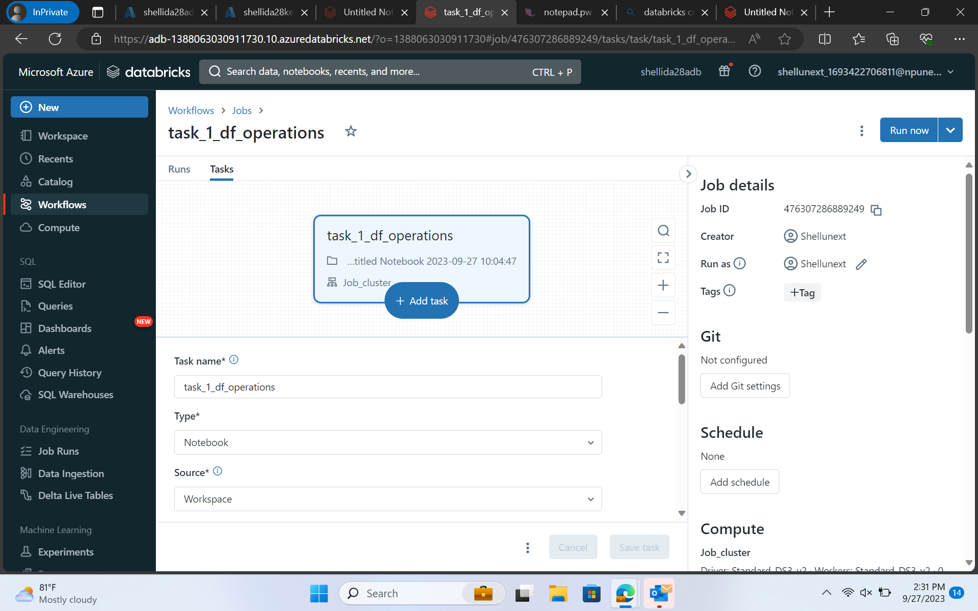 InPrivate
shellida28ad
shellida28ke
Untitled Not
task_1_df_op
notepad.pw
databricks c
Untitled Not
https://adb-1388063030911730.10.azuredatabricks.net/?o=1388063030911730#job/476307286889249/tasks/task/task_1_df_opera...
Microsoft Azure
databricks
Search data, notebooks, recents, and more...
CTRL + P
shellida28adb
shellunext_1693422706811@npune...
New
Workspace
Recents
Catalog
Workflows
Compute
SQL
SQL Editor
Queries
Dashboards
NEW
Alerts
Query History
SQL Warehouses
Data Engineering
Job Runs
Data Ingestion
Delta Live Tables
Machine Learning
Experiments
Workflows > Jobs >
task_1_df_operations
Run now
Runs
Tasks
task_1_df_operations
...titled Notebook 2023-09-27 10:04:47
Job_cluster
+ Add task
Task name*
task_1_df_operations
Type*
Notebook
Source*
Workspace
Cancel
Save task
Job details
Job ID
476307286889249
Creator
Shellunext
Run as
Shellunext
Tags
+Tag
Git
Not configured
Add Git settings
Schedule
None
Add schedule
Compute
Job_cluster
Driver: Standard_DS3_v2 · Workers: Standard_DS3_v2 · 0
81°F
Mostly cloudy
Search
2:31 PM
9/27/2023
14